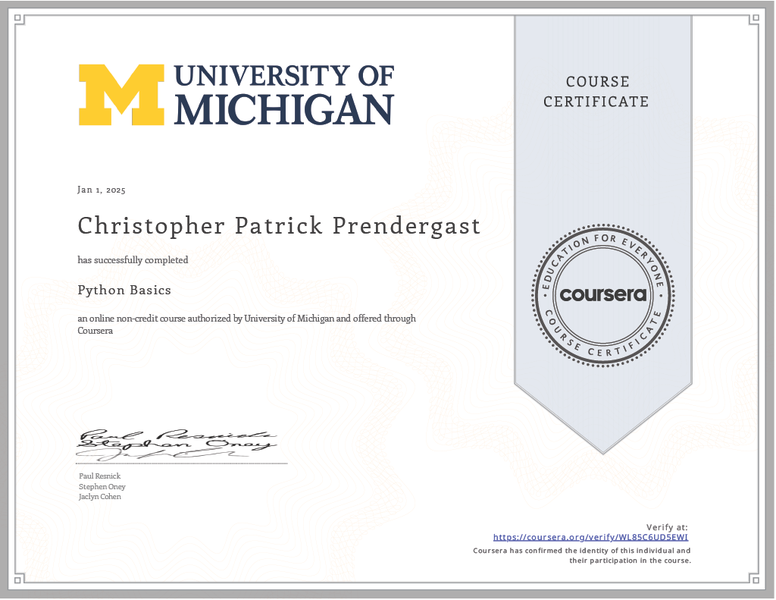 UNIVERSITY OF
MICHIGAN
COURSE
CERTIFICATE
Jan 1, 2025
Christopher Patrick Prendergast
has successfully completed
Python Basics
an online non-credit course authorized by University of Michigan and offered through
Coursera
EDUCATION FOR EVERYONE
coursera
COURSE CERTIFICATE
Paul Resnick
Stephen Oney
Paul Resnick
Stephen Oney
Jaclyn Cohen
Verify at:
https://coursera.org/verify/WL85C6UD5EWI
Coursera has confirmed the identity of this individual and
their participation in the course.